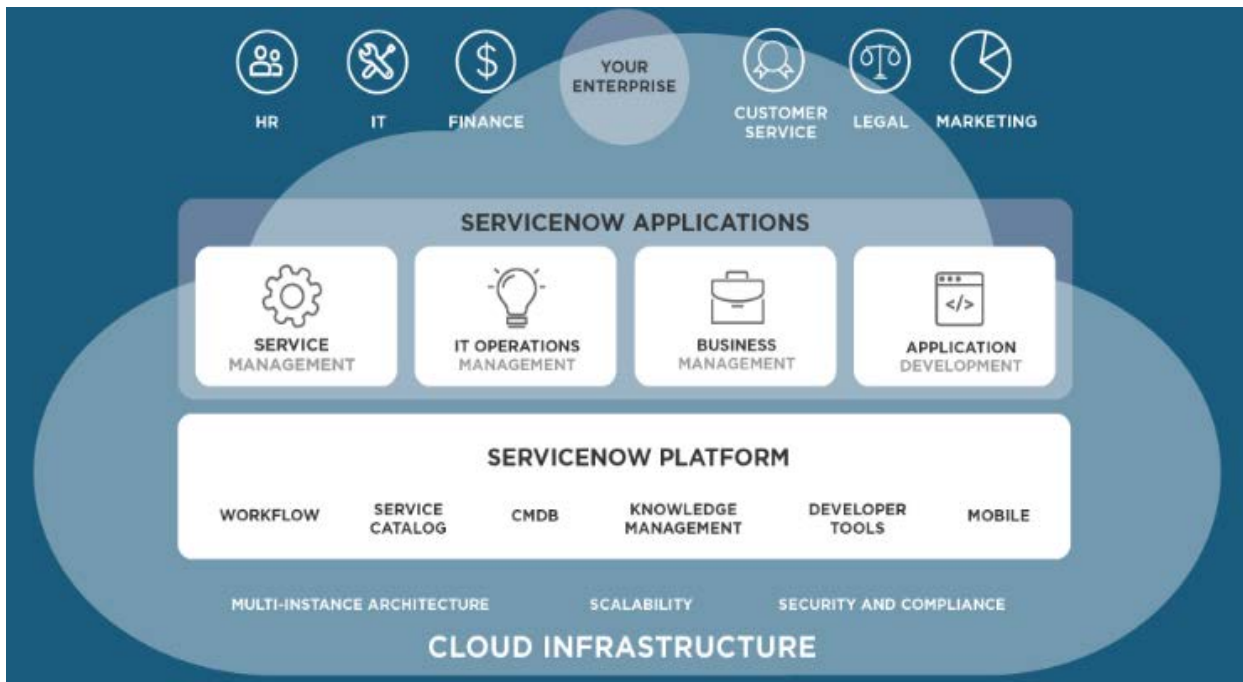 YOUR
ENTERPRISE
HR
IT
FINANCE
CUSTOMER
SERVICE
LEGAL
MARKETING
SERVICENOW APPLICATIONS
SERVICE
MANAGEMENT
IT OPERATIONS
MANAGEMENT
BUSINESS
MANAGEMENT
</>
APPLICATION
DEVELOPMENT
SERVICENOW PLATFORM
WORKFLOW
SERVICE
CATALOG
CMDB
KNOWLEDGE
MANAGEMENT
DEVELOPER
TOOLS
MOBILE
MULTI-INSTANCE ARCHITECTURE
SCALABILITY
SECURITY AND COMPLIANCE
CLOUD INFRASTRUCTURE